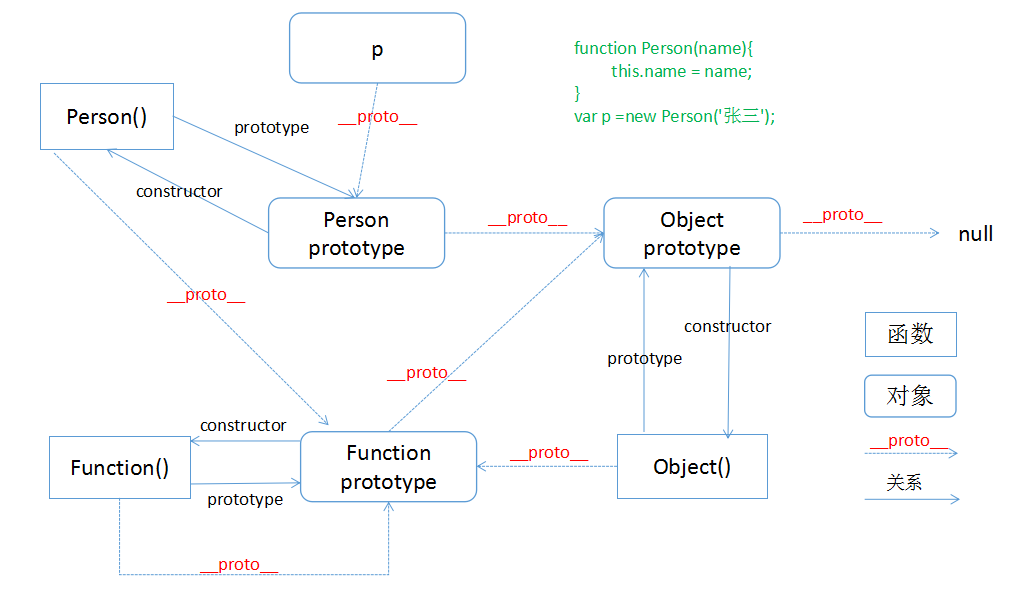 p
function Person(name){
this.name = name;
}
var p =new Person('张三');
Person()
prototype
__proto__
constructor
Person
prototype
__proto__
Object
prototype
__proto__
null
__proto__
constructor
prototype
__proto__
函数
对象
__proto__
关系
constructor
Function()
prototype
Function
prototype
__proto__
Object()
__proto__